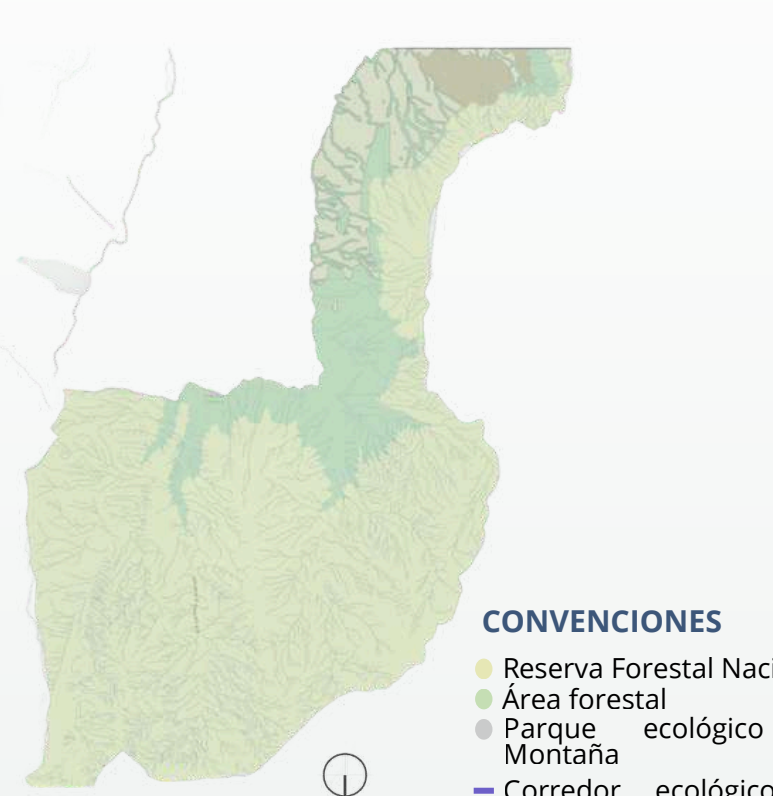 CONVENCIONES
Reserva Forestal Naci
Área forestal
Parque ecológico
Montaña
Corredor ecológico